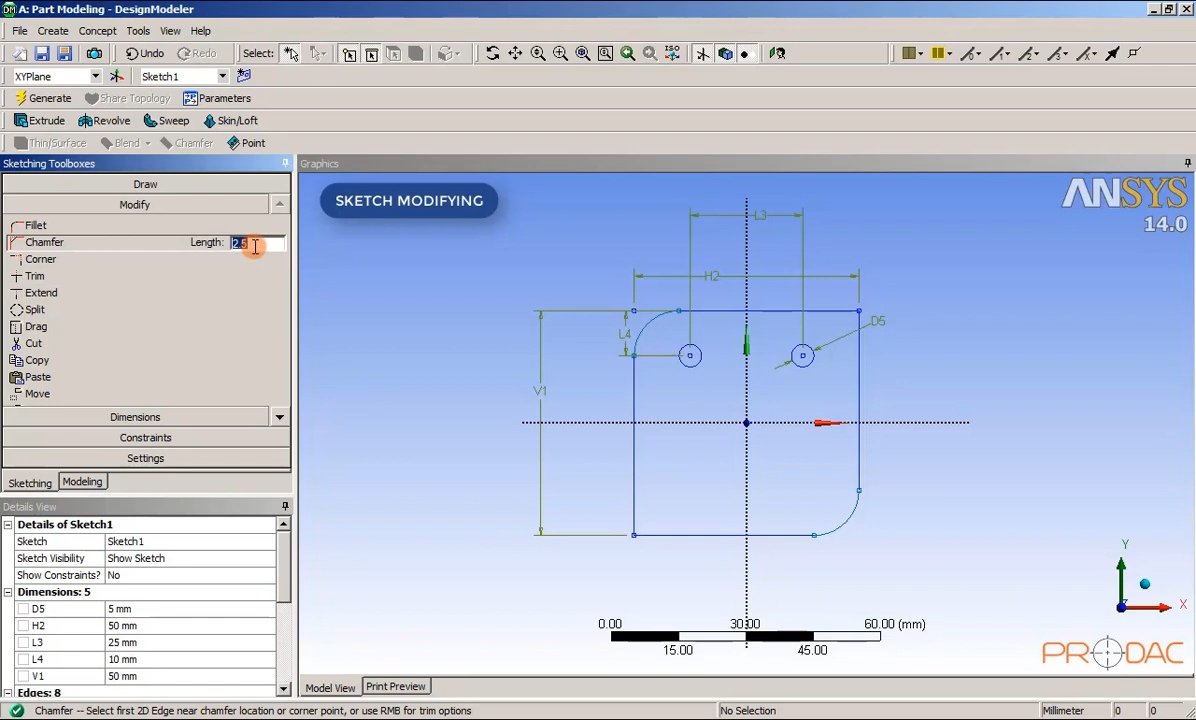 A: Part Modeling - DesignModeler
File Create Concept Tools View Help
Undo Redo Select: ISO
XYPlane Sketch1
Generate Share Topology Parameters
Extrude Revolve Sweep Skin/Loft
Thin/Surface Blend Chamfer Point
Sketching Toolboxes
Draw
Modify
Fillet
Chamfer Length: 2.5
Corner
Trim
Extend
Split
Drag
Cut
Copy
Paste
Move
Dimensions
Constraints
Settings
Sketching Modeling
Details View
Details of Sketch1
Sketch Sketch1
Sketch Visibility Show Sketch
Show Constraints? No
Dimensions: 5
D5 5 mm
H2 50 mm
L3 25 mm
L4 10 mm
V1 50 mm
Edges: 8
Graphics
SKETCH MODIFYING
ANSYS
14.0
L3
H2
L4
D5
V1
Y
X
0.00 30.00 60.00 (mm)
15.00 45.00
PRODAC
Model View Print Preview
Chamfer -- Select first 2D Edge near chamfer location or corner point, or use RMB for trim options
No Selection
Millimeter 0 0